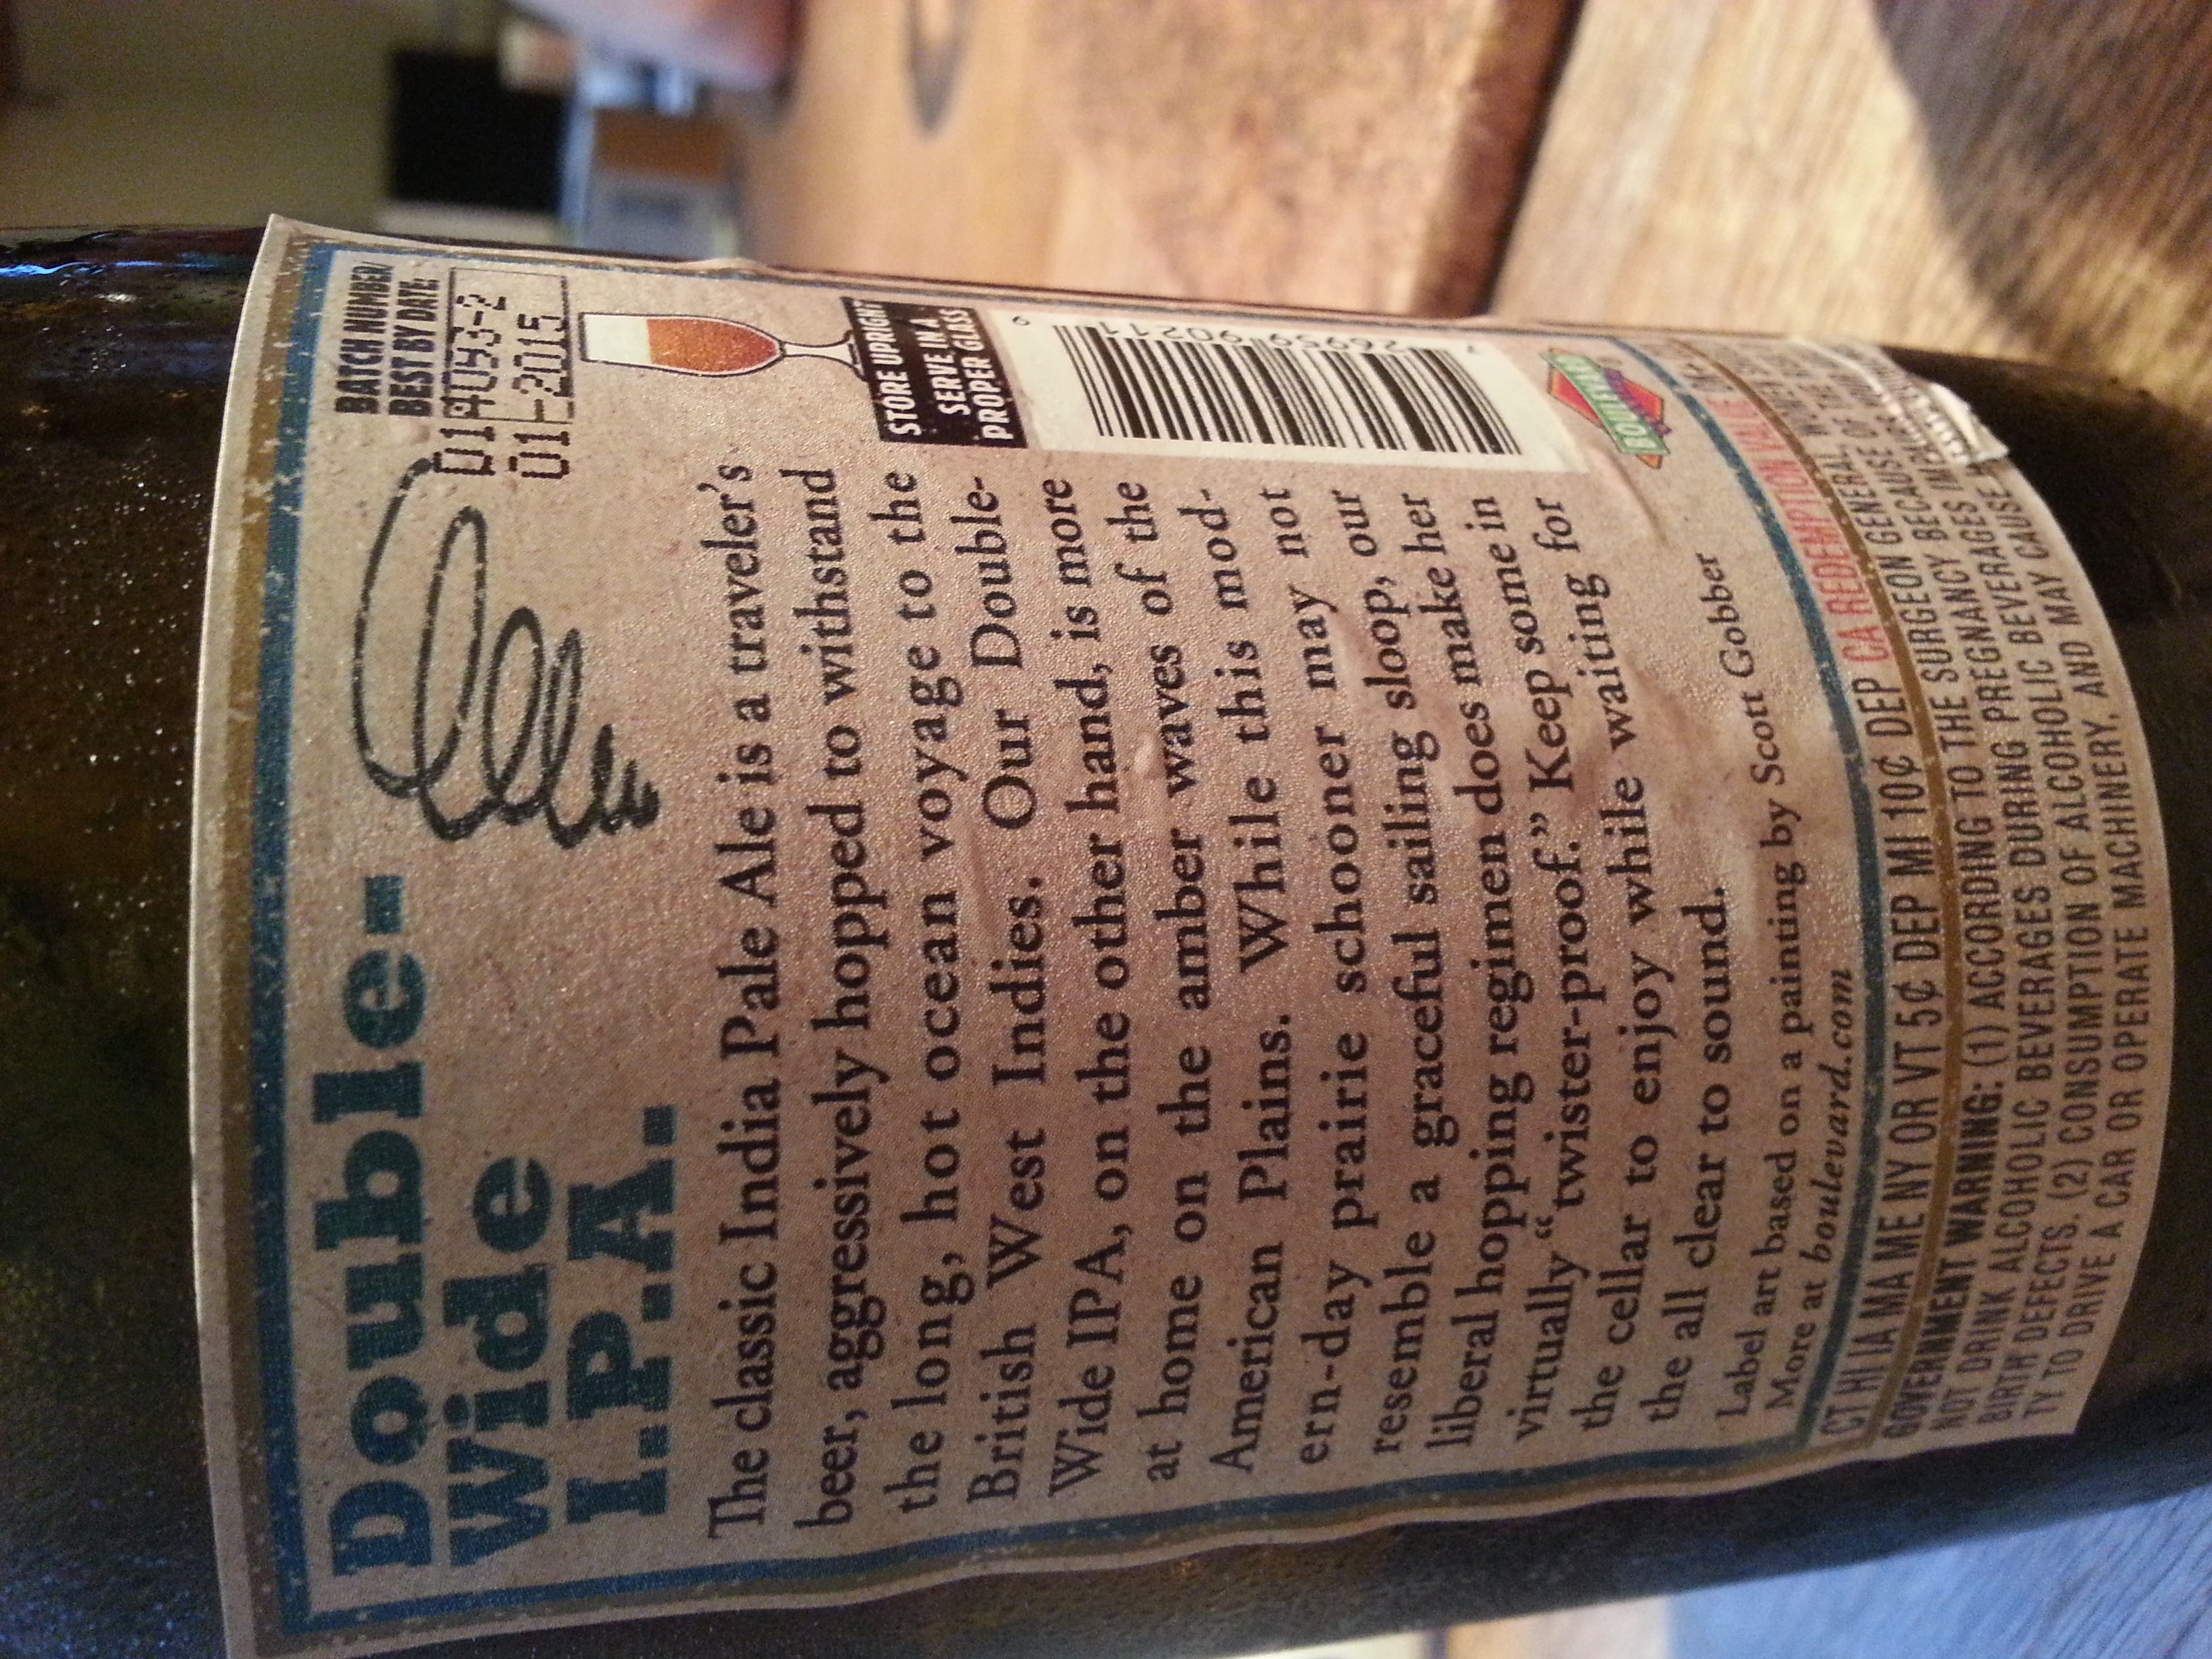 Double-
Wide
I.P.A.
BATCH NUMBER/
BEST BY DATE:
D14093-2
01-2015
The classic India Pale Ale is a traveler's
beer, aggressively hopped to withstand
the long, hot ocean voyage to the
British West Indies. Our Double-
Wide IPA, on the other hand, is more
at home on the amber waves of the
American Plains. While this mod-
ern-day prairie schooner may not
resemble a graceful sailing sloop, our
liberal hopping regimen does make her
virtually “twister-proof.” Keep some in
the cellar to enjoy while waiting for
the all clear to sound.
Label art based on a painting by Scott Gobber
More at boulevard.com
STORE UPRIGHT
SERVE IN A
PROPER GLASS
7 26959 90211 9
BOULEVARD
CT HI IA MA ME NY OR VT 5¢ DEP MI 10¢ DEP CA REDEMPTION VALUE
GOVERNMENT WARNING: (1) ACCORDING TO THE SURGEON GENERAL, WOMEN
NOT DRINK ALCOHOLIC BEVERAGES DURING PREGNANCY BECAUSE OF THE
BIRTH DEFECTS. (2) CONSUMPTION OF ALCOHOLIC BEVERAGES IMPAIRS YOUR
TY TO DRIVE A CAR OR OPERATE MACHINERY, AND MAY CAUSE